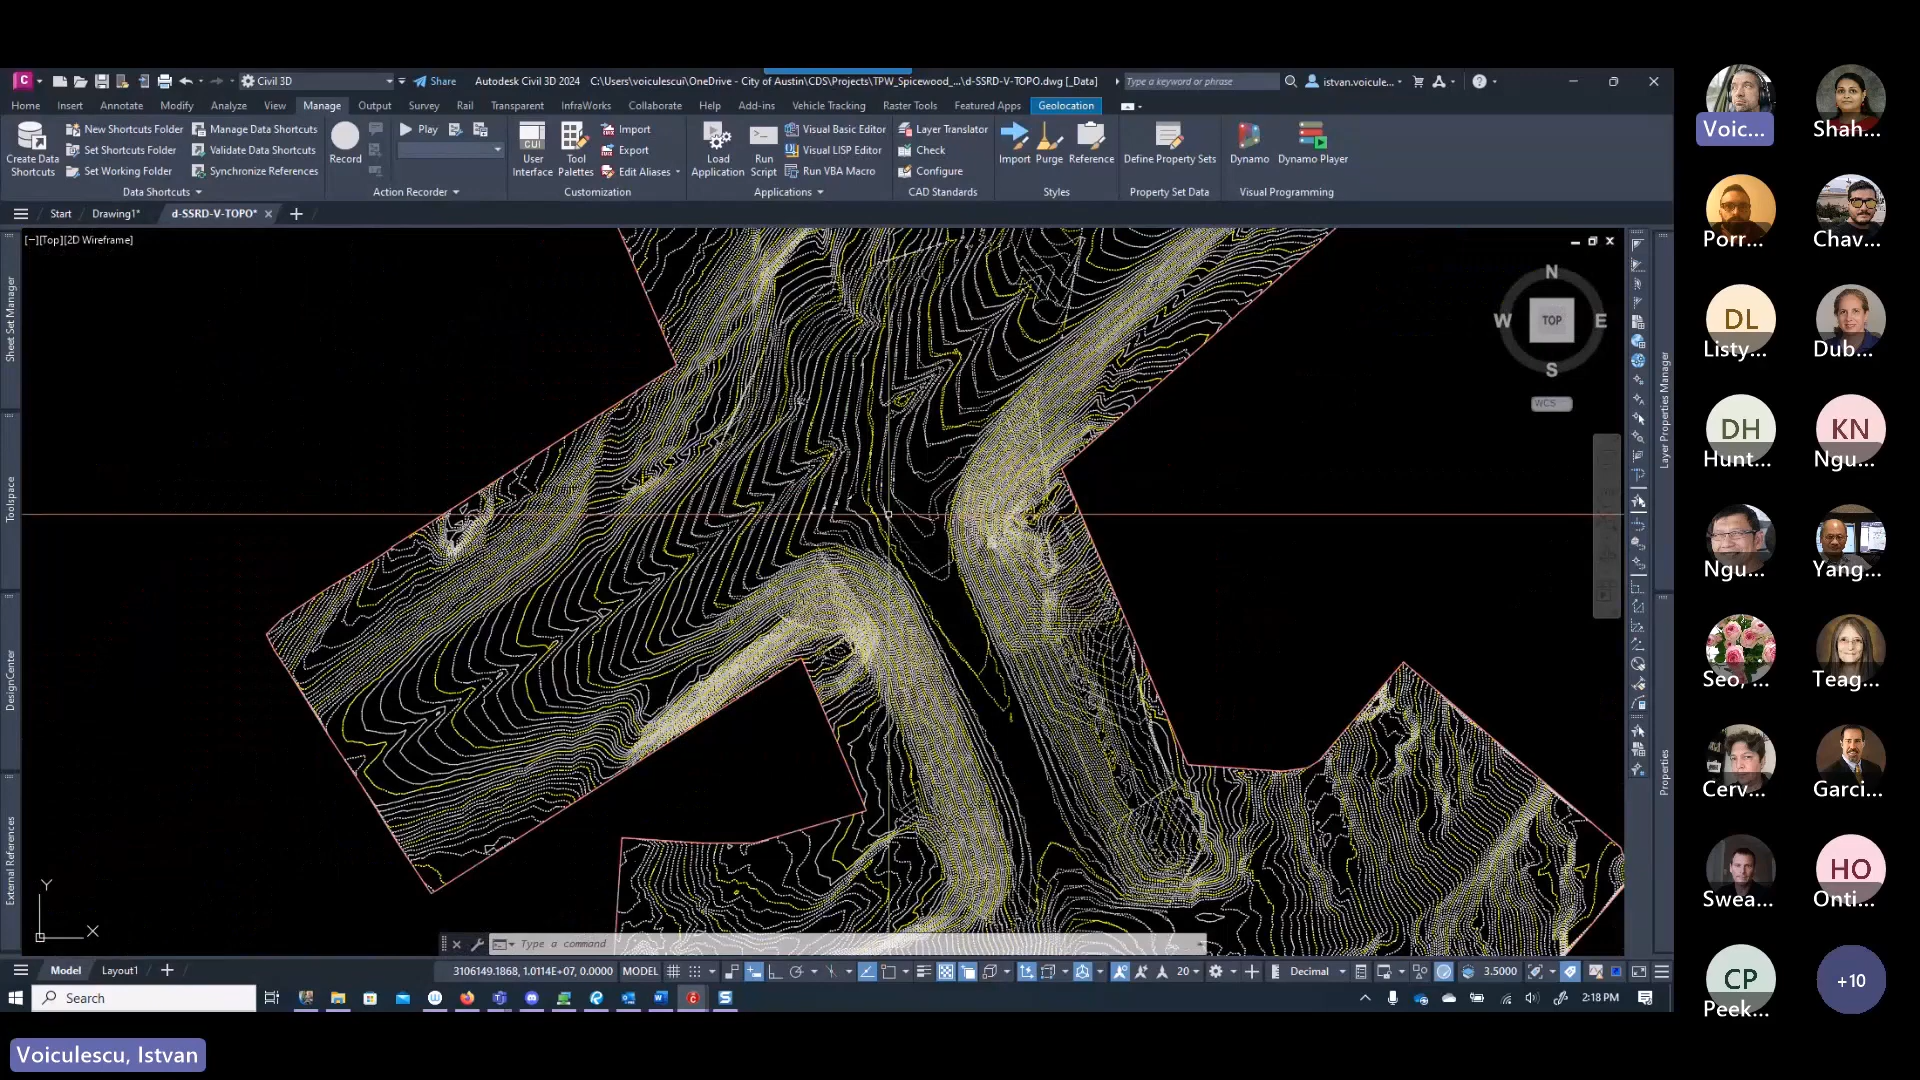 Civil 3D
Share
Autodesk Civil 3D 2024 C:\Users\voiculescui\OneDrive - City of Austin\CDS\Projects\TPW_Spicewood_...\d-SSRD-V-TOPO.dwg [_Data]
Type a keyword or phrase
istvan.voicule...
Home Insert Annotate Modify Analyze View Manage Output Survey Rail Transparent InfraWorks Collaborate Help Add-ins Vehicle Tracking Raster Tools Featured Apps Geolocation
Create Data Shortcuts
New Shortcuts Folder
Set Shortcuts Folder
Set Working Folder
Manage Data Shortcuts
Validate Data Shortcuts
Synchronize References
Data Shortcuts
Record
Play
Action Recorder
CUI
User Interface
Tool Palettes
Import
Export
Edit Aliases
Customization
Load Application
Run Script
Visual Basic Editor
Visual LISP Editor
Run VBA Macro
Applications
Layer Translator
Check
Configure
CAD Standards
Import
Purge
Reference
Styles
Define Property Sets
Property Set Data
Dynamo
Dynamo Player
Visual Programming
Start
Drawing1*
d-SSRD-V-TOPO*
[−][Top][2D Wireframe]
Sheet Set Manager
Toolspace
DesignCenter
External References
N
W
TOP
E
S
WCS
Layer Properties Manager
Properties
Y
X
Type a command
Model
Layout1
3106149.1868, 1.0114E+07, 0.0000
MODEL
20
Decimal
3.5000
Search
2:18 PM
Voic...
Shah...
Porr...
Chav...
DL
Listy...
Dub...
DH
Hunt...
KN
Ngu...
Ngu...
Yang...
Seo, ...
Teag...
Cerv...
Garci...
Swea...
HO
Onti...
CP
Peek...
+10
Voiculescu, Istvan